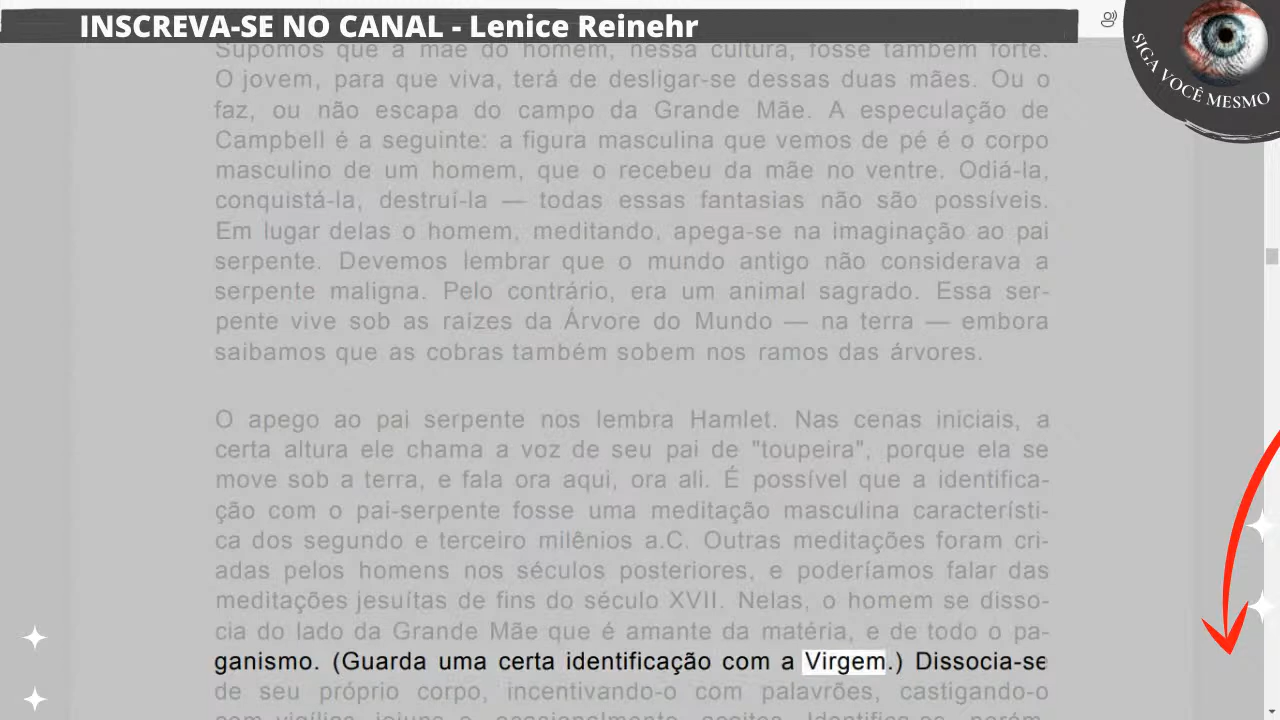 INSCREVA-SE NO CANAL - Lenice Reinehr
SIGA VOCÊ MESMO
Supomos que a mãe do homem, nessa cultura, fosse também forte.
O jovem, para que viva, terá de desligar-se dessas duas mães. Ou o
faz, ou não escapa do campo da Grande Mãe. A especulação de
Campbell é a seguinte: a figura masculina que vemos de pé é o corpo
masculino de um homem, que o recebeu da mãe no ventre. Odiá-la,
conquistá-la, destruí-la — todas essas fantasias não são possíveis.
Em lugar delas o homem, meditando, apega-se na imaginação ao pai
serpente. Devemos lembrar que o mundo antigo não considerava a
serpente maligna. Pelo contrário, era um animal sagrado. Essa ser-
pente vive sob as raízes da Árvore do Mundo — na terra — embora
saibamos que as cobras também sobem nos ramos das árvores.
O apego ao pai serpente nos lembra Hamlet. Nas cenas iniciais, a
certa altura ele chama a voz de seu pai de "toupeira", porque ela se
move sob a terra, e fala ora aqui, ora ali. É possível que a identifica-
ção com o pai-serpente fosse uma meditação masculina característi-
ca dos segundo e terceiro milênios a.C. Outras meditações foram cri-
adas pelos homens nos séculos posteriores, e poderíamos falar das
meditações jesuítas de fins do século XVII. Nelas, o homem se disso-
cia do lado da Grande Mãe que é amante da matéria, e de todo o pa-
ganismo. (Guarda uma certa identificação com a Virgem.) Dissocia-se
de seu próprio corpo, incentivando-o com palavrões, castigando-o